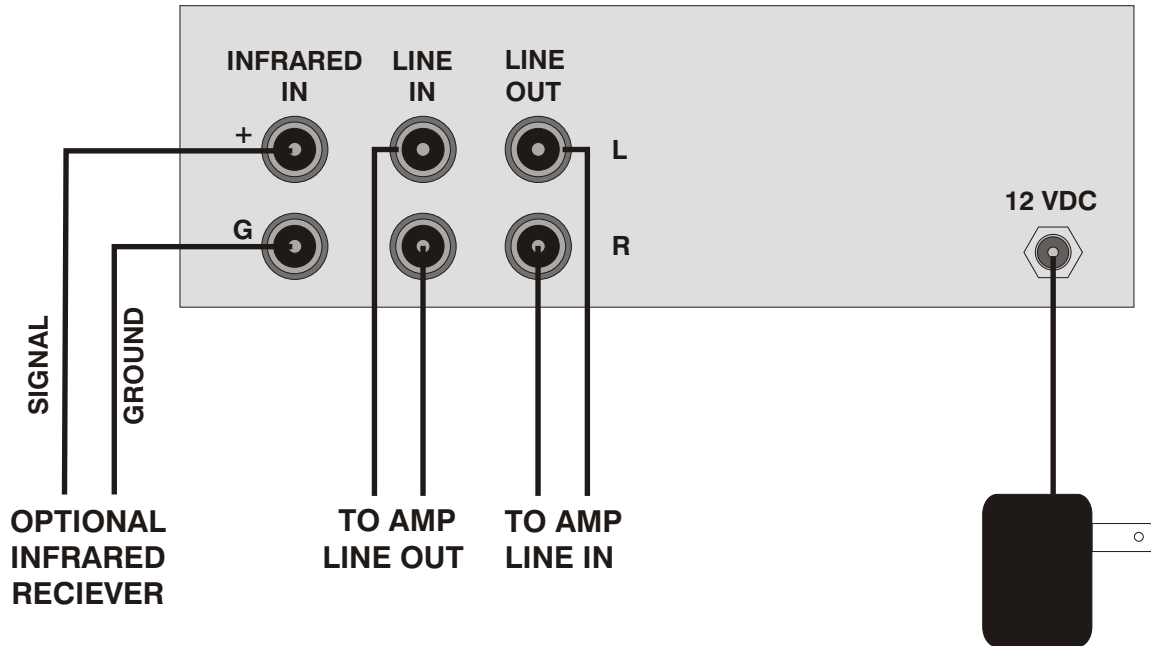 INFRARED
IN
LINE
IN
LINE
OUT
+
L
G
R
12 VDC
SIGNAL
GROUND
OPTIONAL
INFRARED
RECIEVER
TO AMP
LINE OUT
TO AMP
LINE IN